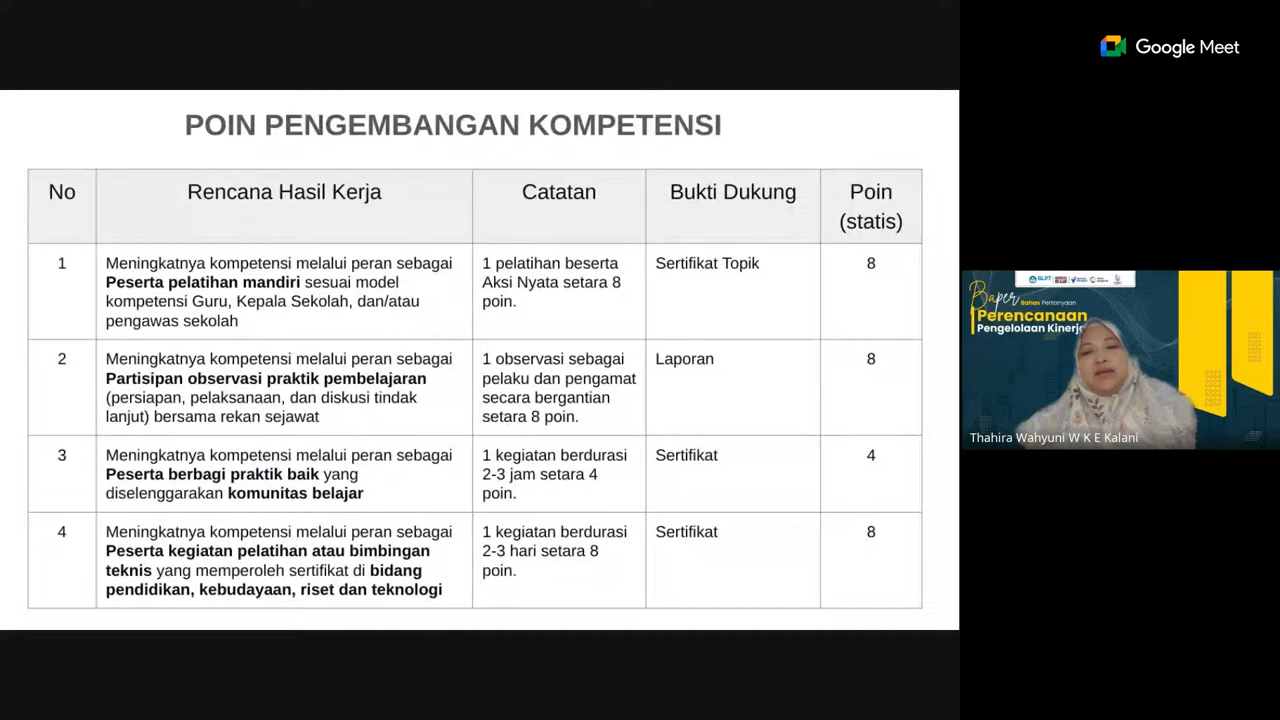 Google Meet
POIN PENGEMBANGAN KOMPETENSI
No
Rencana Hasil Kerja
Catatan
Bukti Dukung
Poin
(statis)
1
Meningkatnya kompetensi melalui peran sebagai
Peserta pelatihan mandiri sesuai model
kompetensi Guru, Kepala Sekolah, dan/atau
pengawas sekolah
1 pelatihan beserta
Aksi Nyata setara 8
poin.
Sertifikat Topik
8
2
Meningkatnya kompetensi melalui peran sebagai
Partisipan observasi praktik pembelajaran
(persiapan, pelaksanaan, dan diskusi tindak
lanjut) bersama rekan sejawat
1 observasi sebagai
pelaku dan pengamat
secara bergantian
setara 8 poin.
Laporan
8
3
Meningkatnya kompetensi melalui peran sebagai
Peserta berbagi praktik baik yang
diselenggarakan komunitas belajar
1 kegiatan berdurasi
2-3 jam setara 4
poin.
Sertifikat
4
4
Meningkatnya kompetensi melalui peran sebagai
Peserta kegiatan pelatihan atau bimbingan
teknis yang memperoleh sertifikat di bidang
pendidikan, kebudayaan, riset dan teknologi
1 kegiatan berdurasi
2-3 hari setara 8
poin.
Sertifikat
8
Baper Bahas Pertanyaan
Perencanaan
Pengelolaan Kinerja
Thahira Wahyuni W K E Kalani